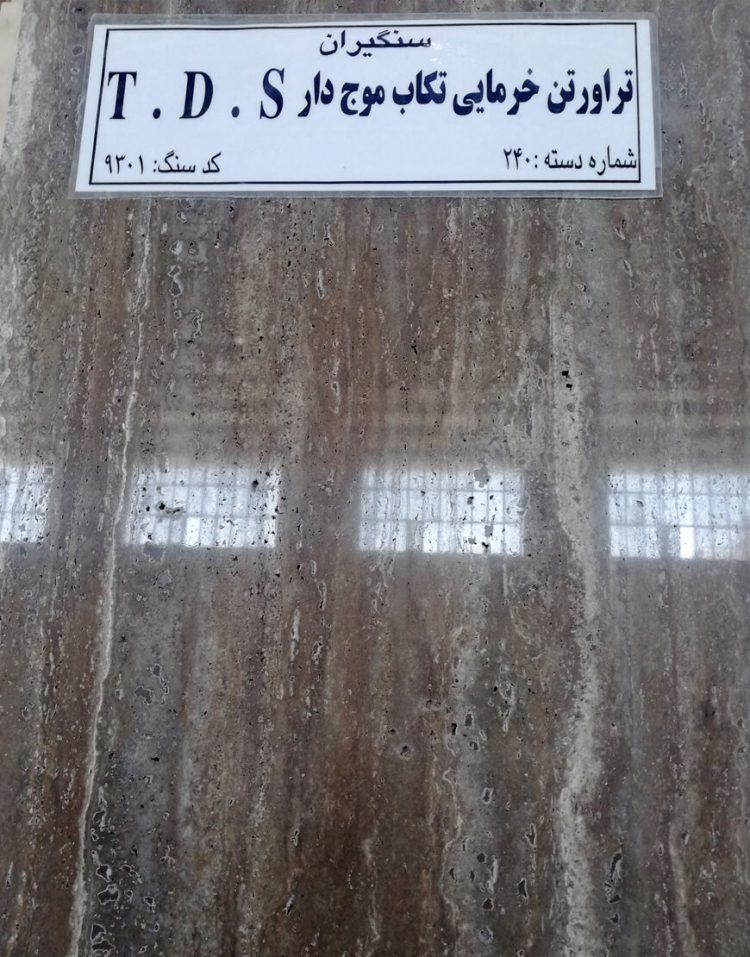 سنگیران
تراورتن خرمایی تکاب موج دار T . D . S
شماره دسته :۲۴۰ کد سنگ: ۹۳۰۱